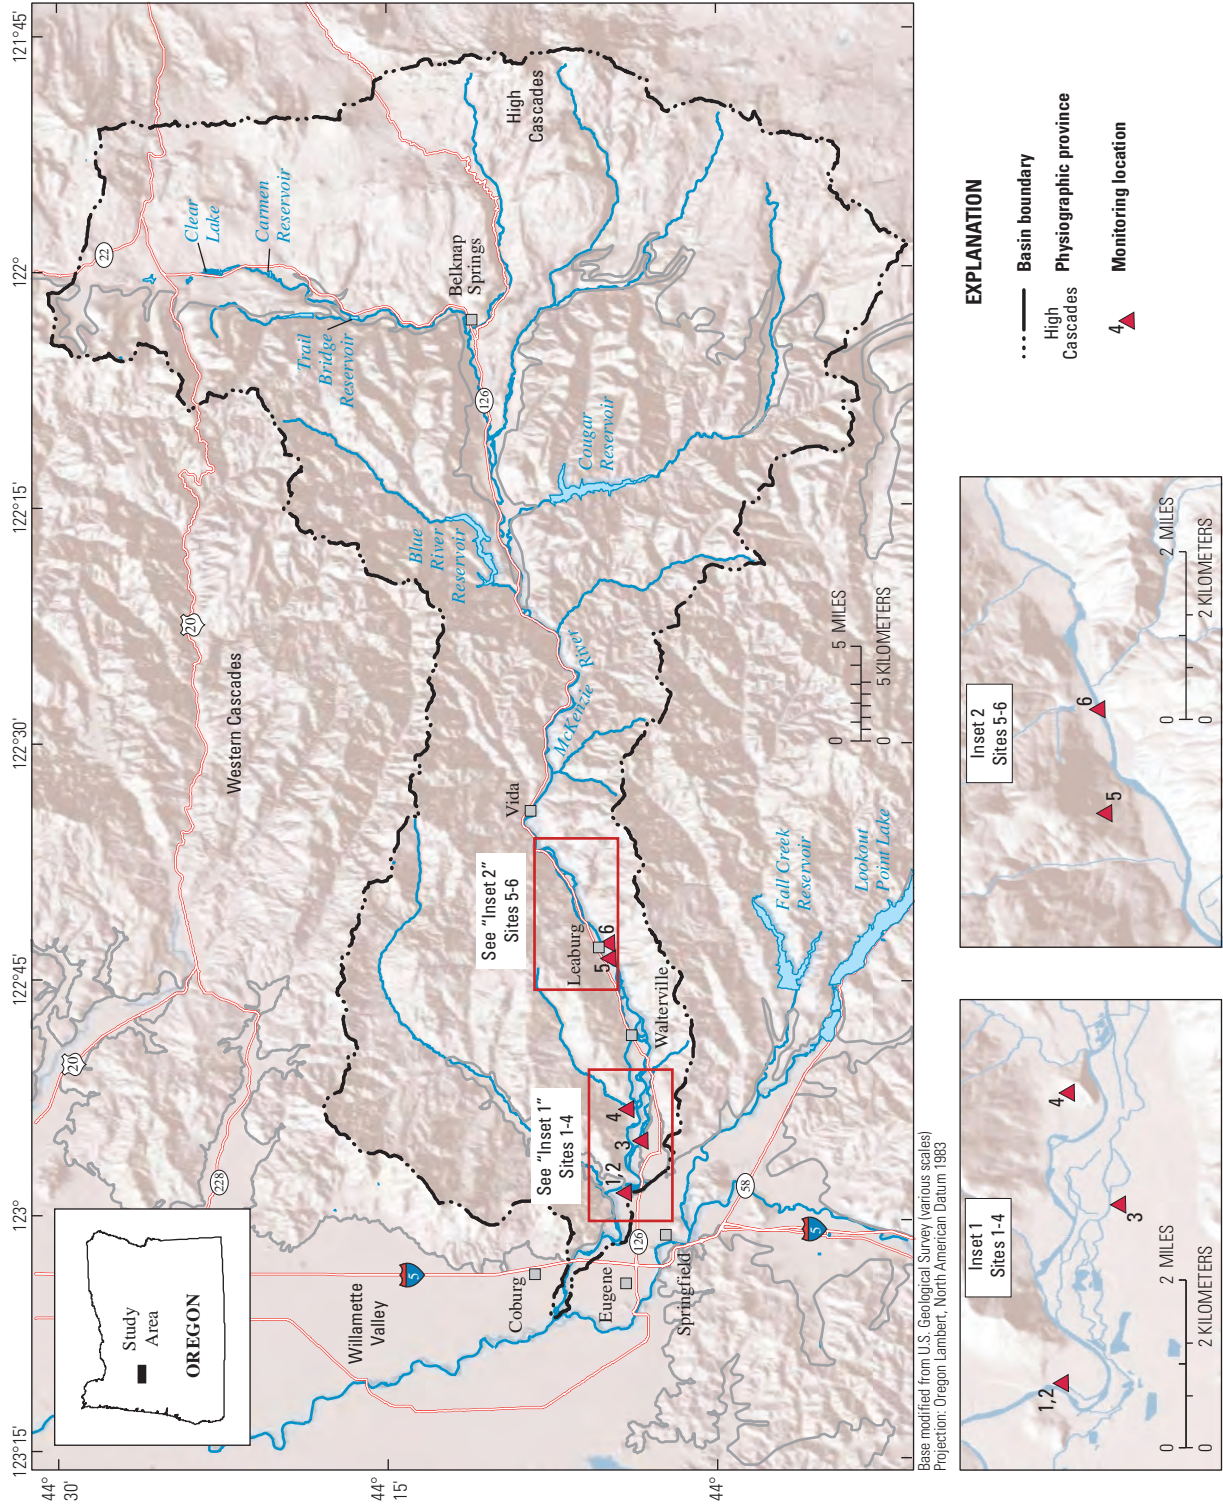 123°15'
123°
122°45'
122°30'
122°15'
122°
121°45'
44°
30'
44°
15'
44°
Study
Area
OREGON
Willamette
Valley
Western Cascades
High
Cascades
228
20
20
22
126
126
58
5
5
Clear
Lake
Carmen
Reservoir
Trail
Bridge
Reservoir
Belknap
Springs
Blue
River
Reservoir
Cougar
Reservoir
McKenzie
River
Vida
See "Inset 2"
Sites 5-6
Leaburg
5
6
Walterville
See "Inset 1"
Sites 1-4
1,2
3
4
Coburg
Eugene
Springfield
Fall Creek
Reservoir
Lookout
Point Lake
0
5 MILES
0
5 KILOMETERS
Base modified from U.S. Geological Survey (various scales)
Projection: Oregon Lambert, North American Datum 1983
Inset 1
Sites 1-4
1,2
3
4
0
2 MILES
0
2 KILOMETERS
Inset 2
Sites 5-6
5
6
0
2 MILES
0
2 KILOMETERS
EXPLANATION
Basin boundary
High
Cascades
Physiographic province
4
Monitoring location